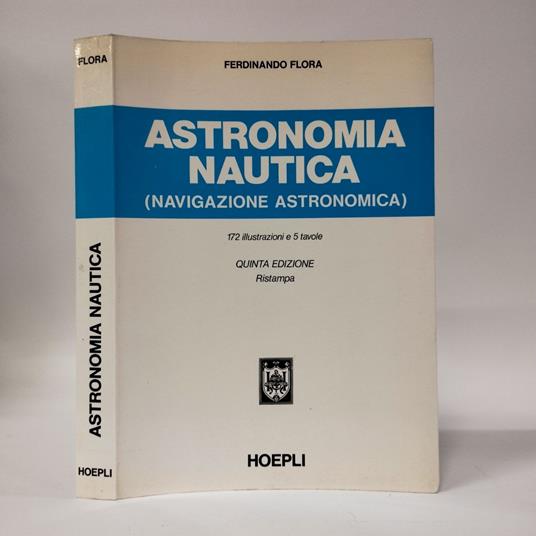 FLORA
ASTRONOMIA NAUTICA
HOEPLI
FERDINANDO FLORA
ASTRONOMIA
NAUTICA
(NAVIGAZIONE ASTRONOMICA)
172 illustrazioni e 5 tavole
QUINTA EDIZIONE
Ristampa
HOEPLI